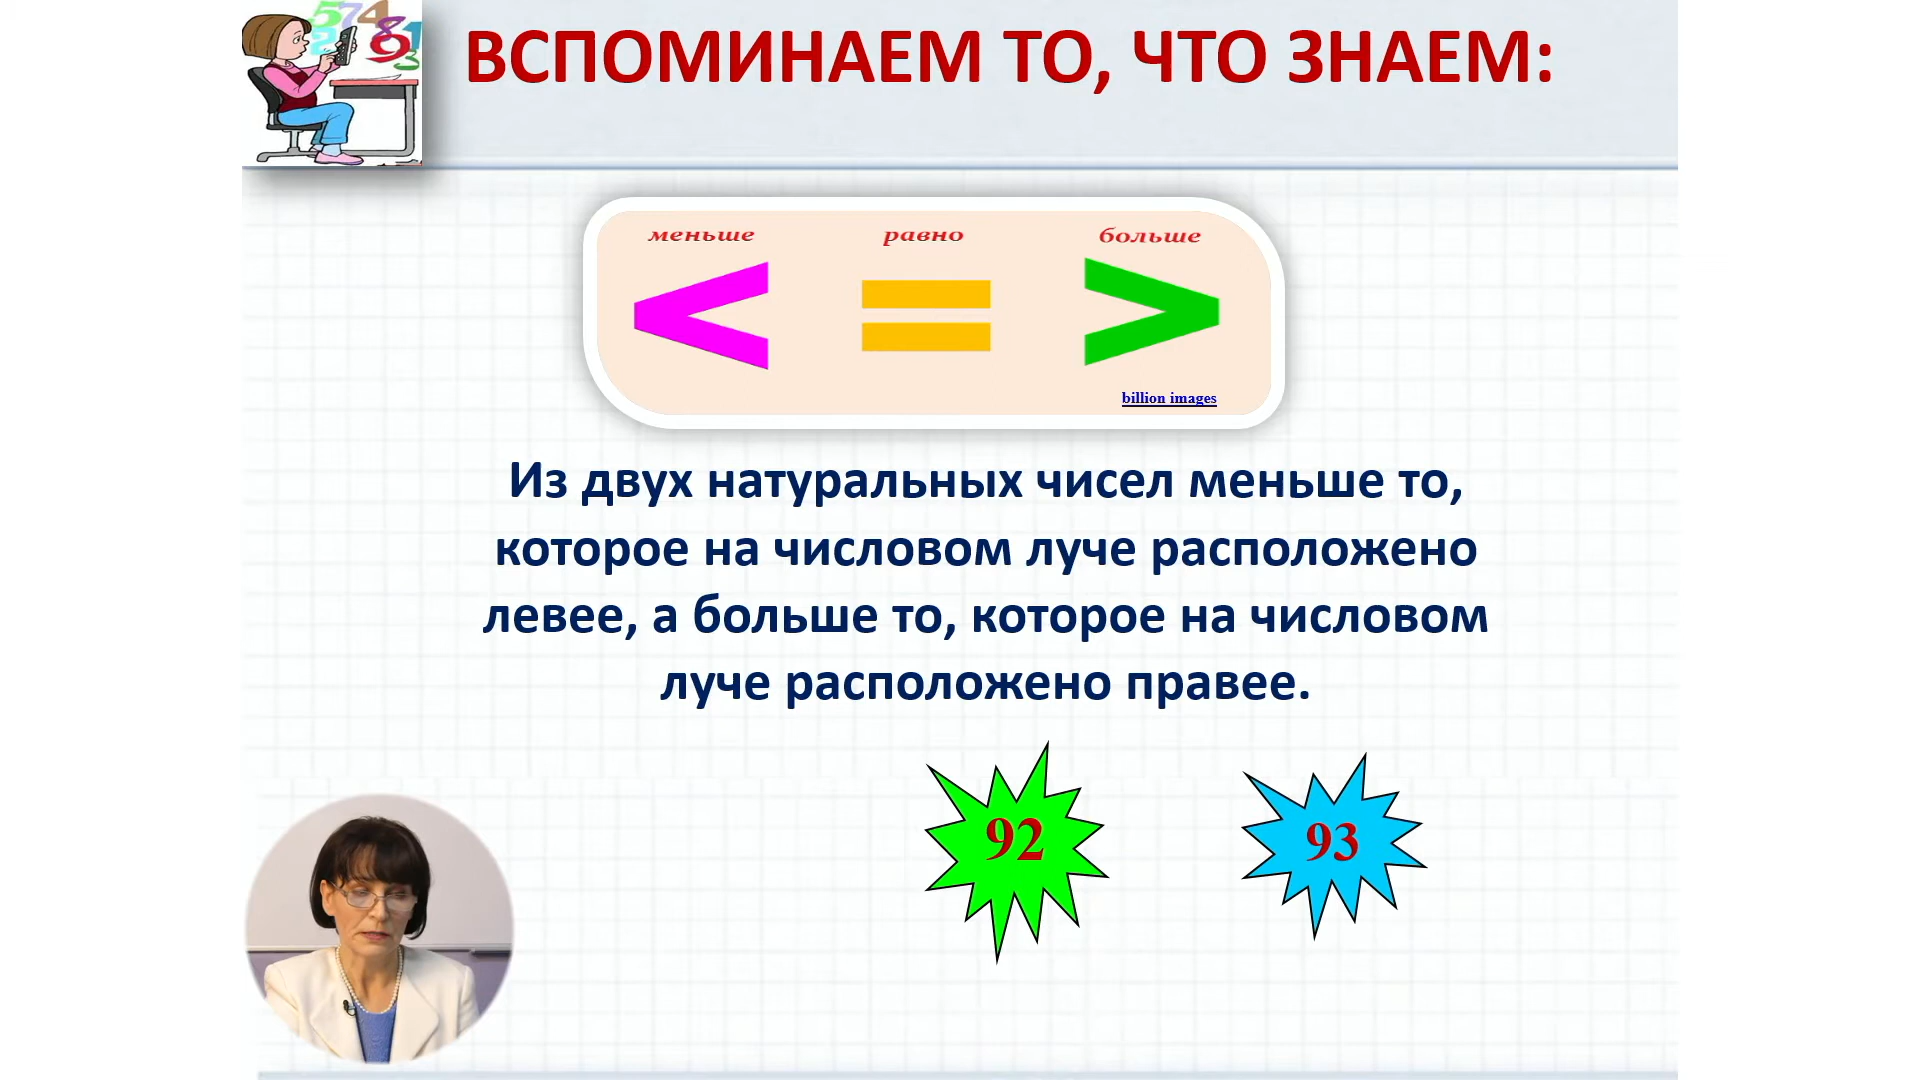 ВСПОМИНАЕМ ТО, ЧТО ЗНАЕМ:
меньше равно больше
< = >
billion images
Из двух натуральных чисел меньше то,
которое на числовом луче расположено
левее, а больше то, которое на числовом
луче расположено правее.
92 93